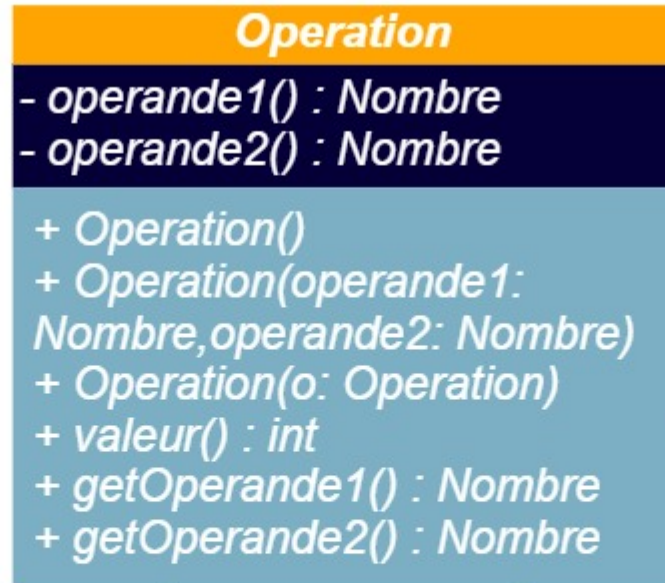 Operation
- operande1() : Nombre
- operande2() : Nombre
+ Operation()
+ Operation(operande1:
Nombre,operande2: Nombre)
+ Operation(o: Operation)
+ valeur() : int
+ getOperande1() : Nombre
+ getOperande2() : Nombre